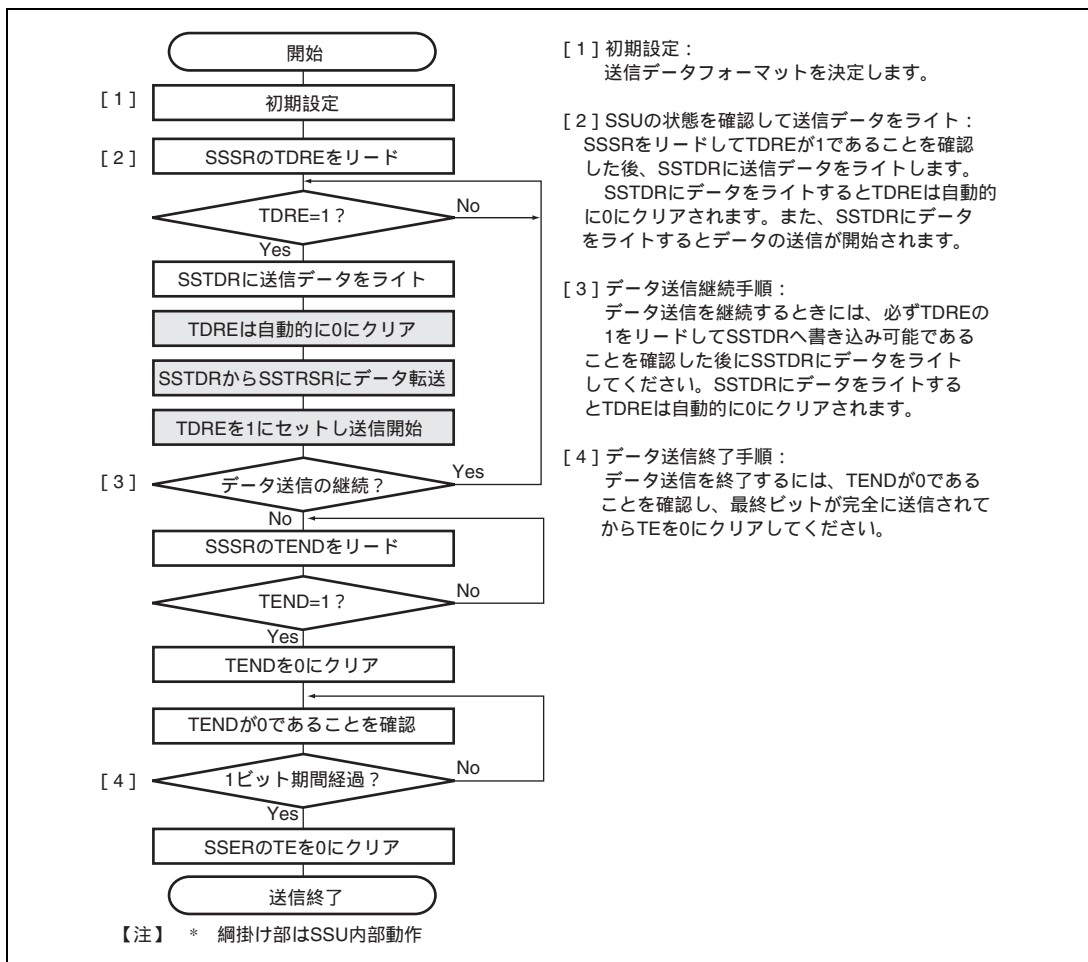 開始
[1]
初期設定
[2]
SSSRのTDREをリード
TDRE=1？
No
Yes
SSTDRに送信データをライト
TDREは自動的に0にクリア
SSTDRからSSTRSRにデータ転送
TDREを1にセットし送信開始
[3]
データ送信の継続？
Yes
No
SSSRのTENDをリード
TEND=1？
No
Yes
TENDを0にクリア
TENDが0であることを確認
[4]
1ビット期間経過？
No
Yes
SSERのTEを0にクリア
送信終了
【注】 * 綱掛け部はSSU内部動作
[1]初期設定：
送信データフォーマットを決定します。
[2]SSUの状態を確認して送信データをライト：
SSSRをリードしてTDREが1であることを確認
した後、SSTDRに送信データをライトします。
SSTDRにデータをライトするとTDREは自動的
に0にクリアされます。また、SSTDRにデータ
をライトするとデータの送信が開始されます。
[3]データ送信継続手順：
データ送信を継続するときには、必ずTDREの
1をリードしてSSTDRへ書き込み可能である
ことを確認した後にSSTDRにデータをライト
してください。SSTDRにデータをライトする
とTDREは自動的に0にクリアされます。
[4]データ送信終了手順：
データ送信を終了するには、TENDが0である
ことを確認し、最終ビットが完全に送信されて
からTEを0にクリアしてください。